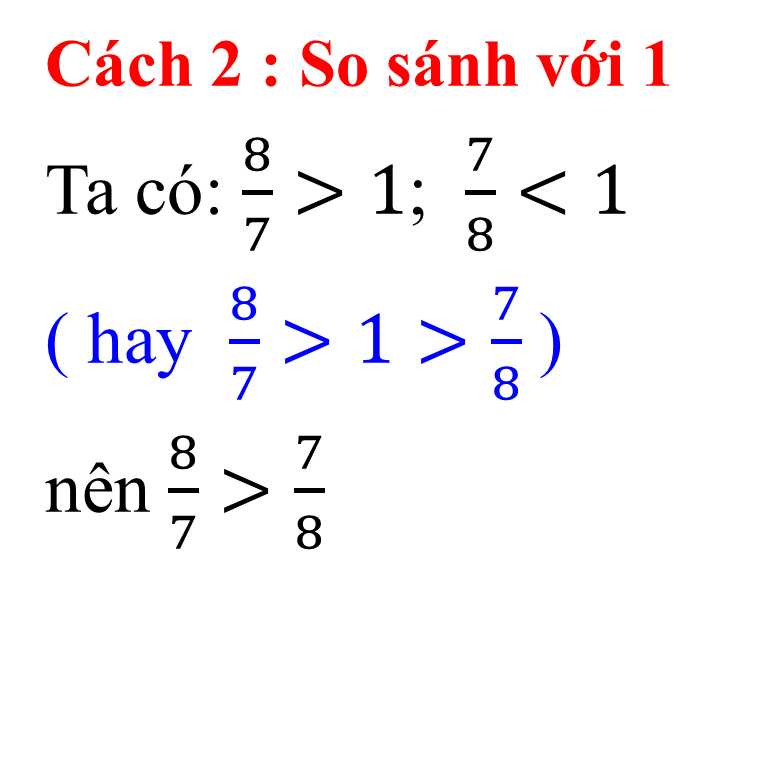 Cách 2 : So sánh với 1
Ta có: 8/7 > 1; 7/8 < 1
( hay 8/7 > 1 > 7/8 )
nên 8/7 > 7/8